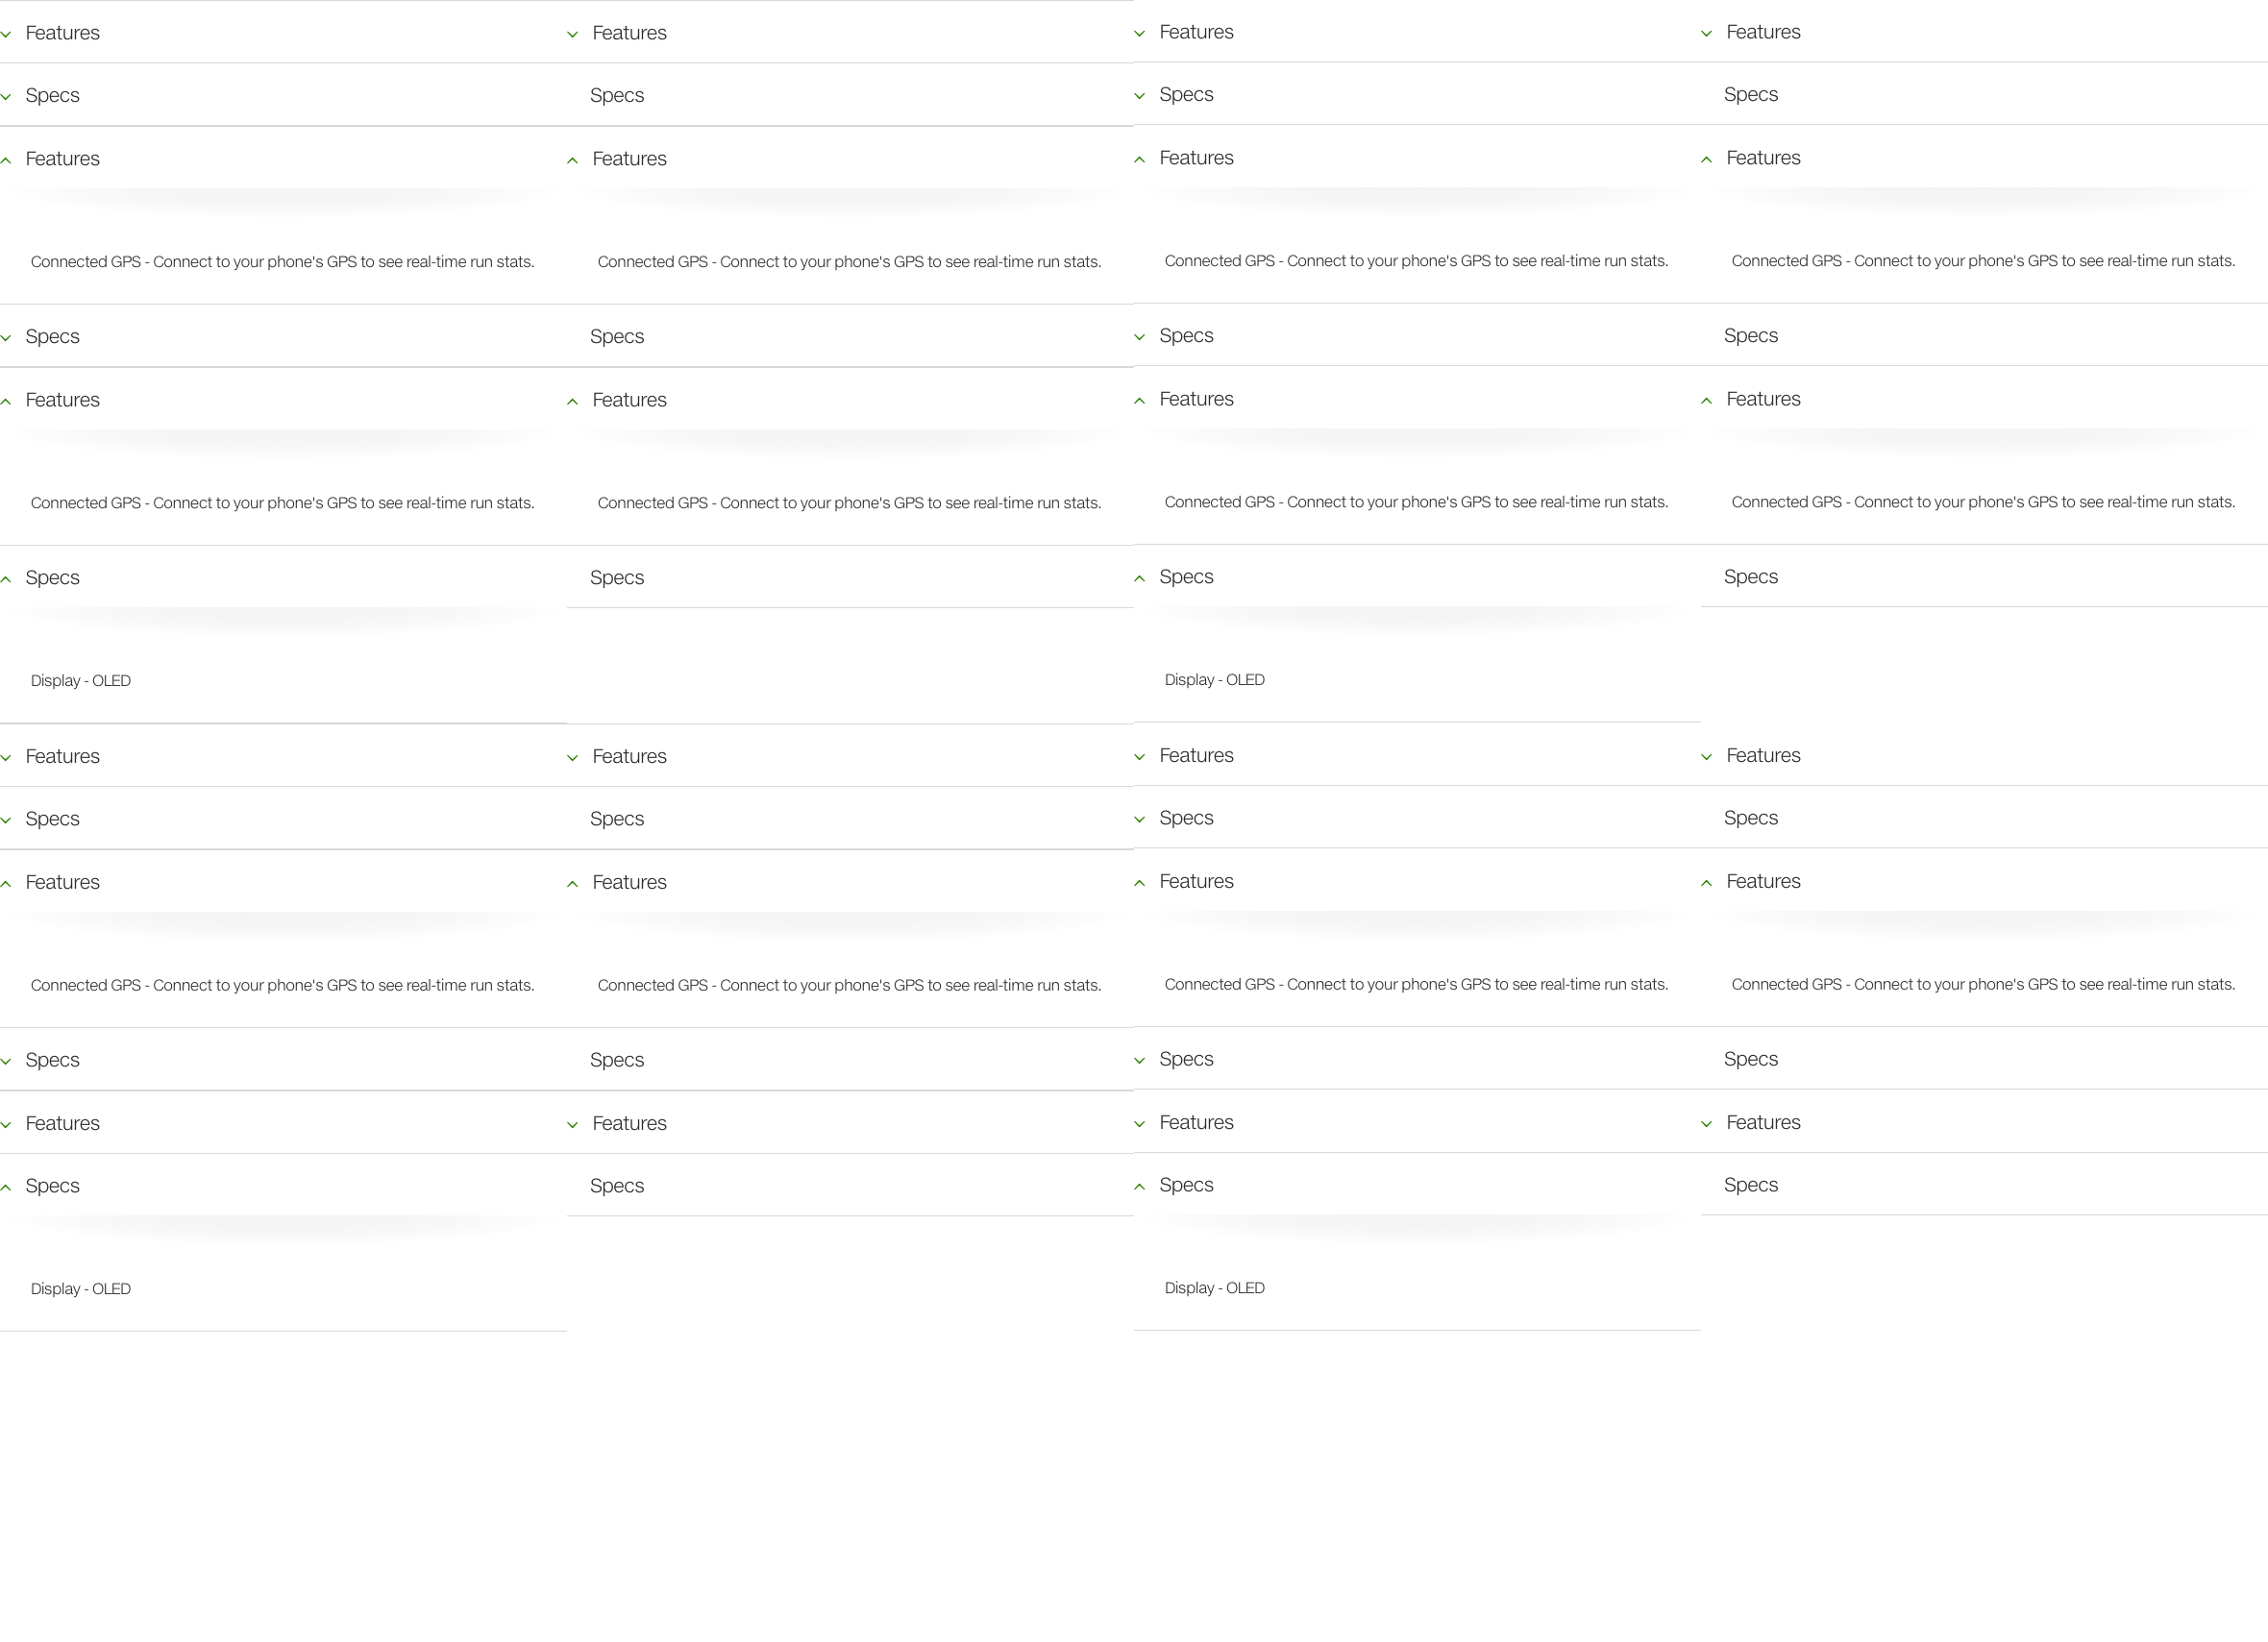 Features Features Features Features
Specs Specs Specs Specs
Features Features Features Features
Connected GPS - Connect to your phone's GPS to see real-time run stats. Connected GPS - Connect to your phone's GPS to see real-time run stats. Connected GPS - Connect to your phone's GPS to see real-time run stats. Connected GPS - Connect to your phone's GPS to see real-time run stats.
Specs Specs Specs Specs
Features Features Features Features
Connected GPS - Connect to your phone's GPS to see real-time run stats. Connected GPS - Connect to your phone's GPS to see real-time run stats. Connected GPS - Connect to your phone's GPS to see real-time run stats. Connected GPS - Connect to your phone's GPS to see real-time run stats.
Specs Specs Specs Specs
Display - OLED Display - OLED
Features Features Features Features
Specs Specs Specs Specs
Features Features Features Features
Connected GPS - Connect to your phone's GPS to see real-time run stats. Connected GPS - Connect to your phone's GPS to see real-time run stats. Connected GPS - Connect to your phone's GPS to see real-time run stats. Connected GPS - Connect to your phone's GPS to see real-time run stats.
Specs Specs Specs Specs
Features Features Features Features
Specs Specs Specs Specs
Display - OLED Display - OLED